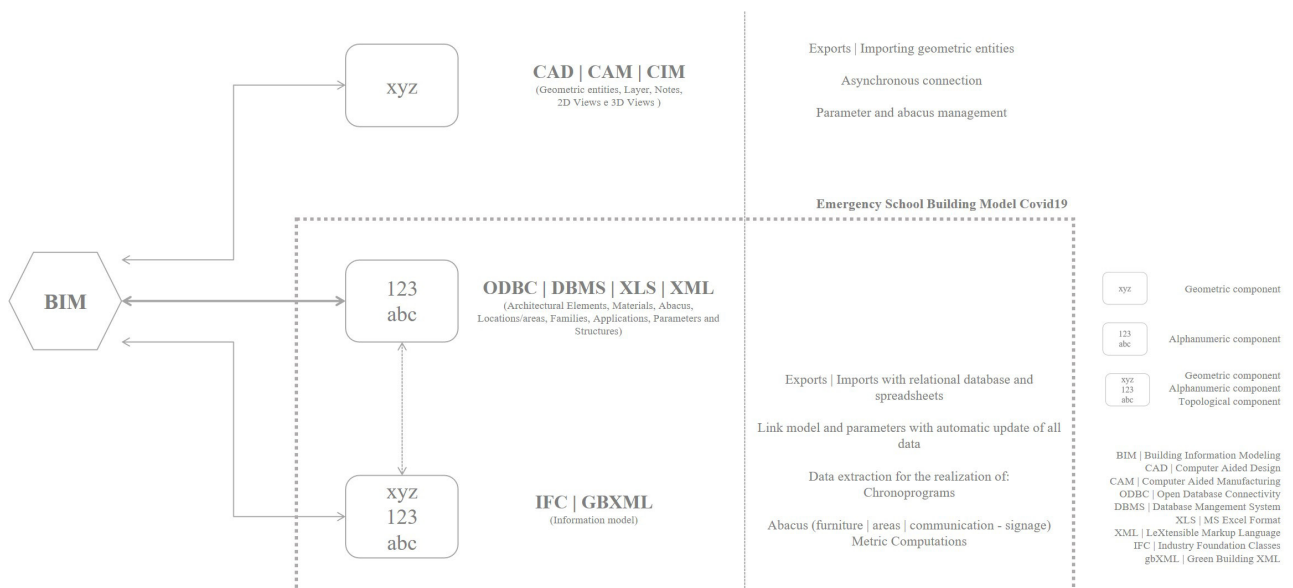 xyz
CAD | CAM | CIM
(Geometric entities, Layer, Notes,
2D Views e 3D Views )
Exports | Importing geometric entities
Asynchronous connection
Parameter and abacus management
Emergency School Building Model Covid19
BIM
123
abc
ODBC | DBMS | XLS | XML
(Architectural Elements, Materials, Abacus,
Locations/areas, Families, Applications, Parameters and
Structures)
xyz
123
abc
IFC | GBXML
(Information model)
Exports | Imports with relational database and
spreadsheets
Link model and parameters with automatic update of all
data
Data extraction for the realization of:
Chronoprograms
Abacus (furniture | areas | communication - signage)
Metric Computations
xyz
Geometric component
123
abc
Alphanumeric component
xyz
123
abc
Geometric component
Alphanumeric component
Topological component
BIM | Building Information Modeling
CAD | Computer Aided Design
CAM | Computer Aided Manufacturing
ODBC | Open Database Connectivity
DBMS | Database Mangement System
XLS | MS Excel Format
XML | LeXtensible Markup Language
IFC | Industry Foundation Classes
gbXML | Green Building XML